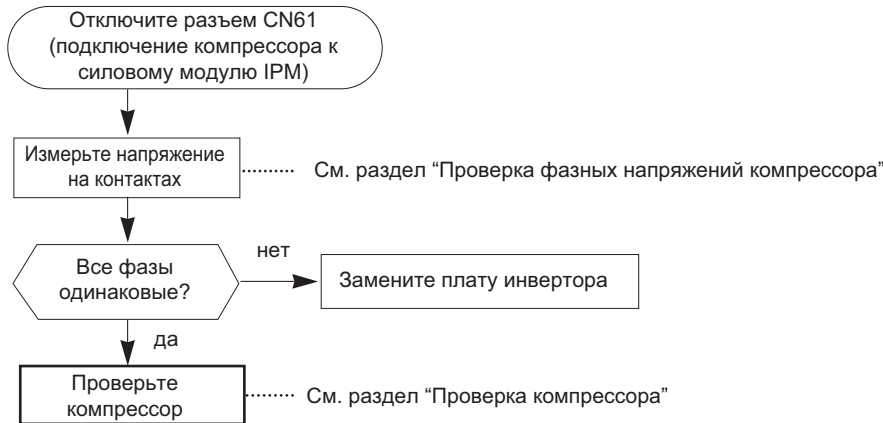 Отключите разъем CN61
(подключение компрессора к
силовому модулю IPM)
Измерьте напряжение
на контактах
См. раздел “Проверка фазных напряжений компрессора”
Все фазы
одинаковые?
нет
Замените плату инвертора
да
Проверьте
компрессор
См. раздел “Проверка компрессора”